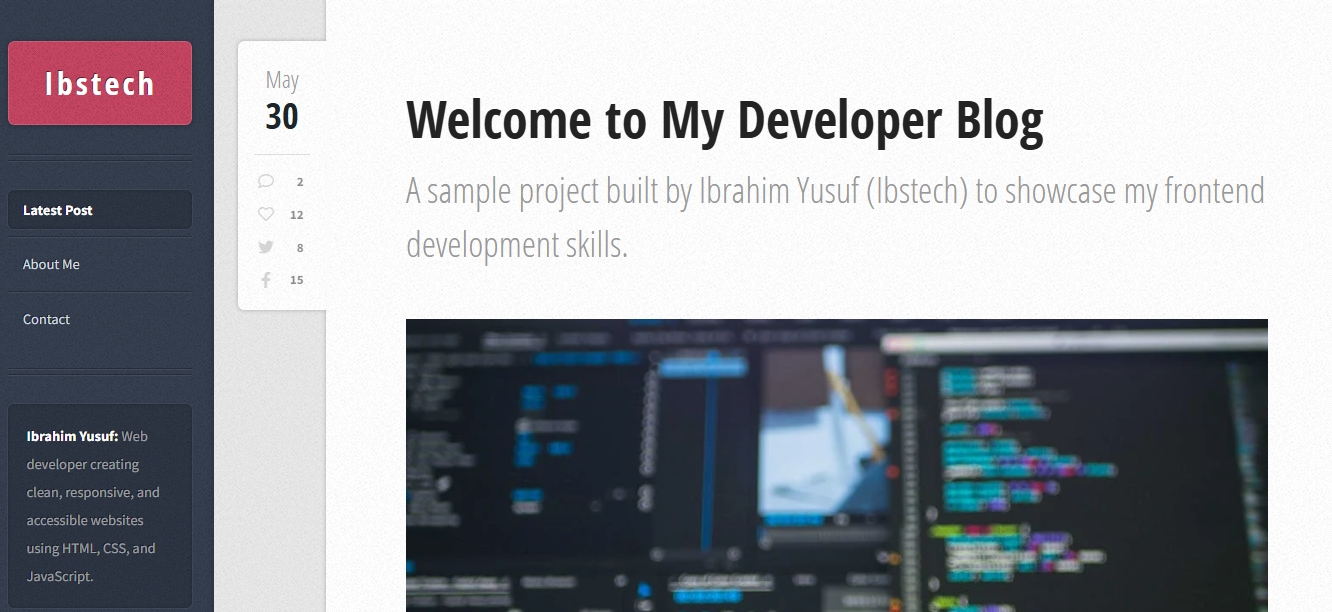 Ibstech
Latest Post
About Me
Contact
Ibrahim Yusuf: Web
developer creating
clean, responsive, and
accessible websites
using HTML, CSS, and
JavaScript.
May
30
2
12
8
15
Welcome to My Developer Blog
A sample project built by Ibrahim Yusuf (Ibstech) to showcase my frontend
development skills.